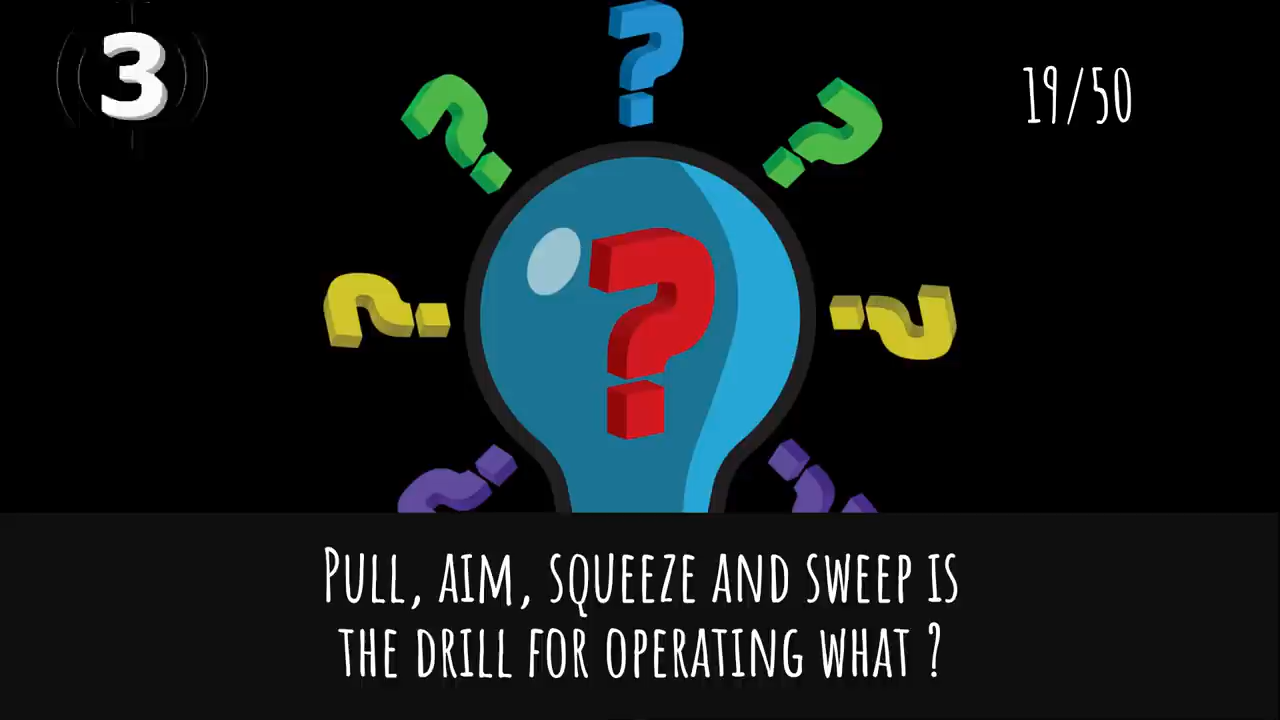 3
19/50
Pull, aim, squeeze and sweep is
the drill for operating what ?